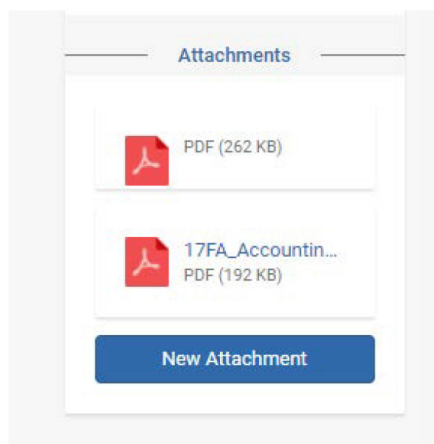 Attachments
PDF (262 KB)
17FA_Accountin...
PDF (192 KB)
New Attachment